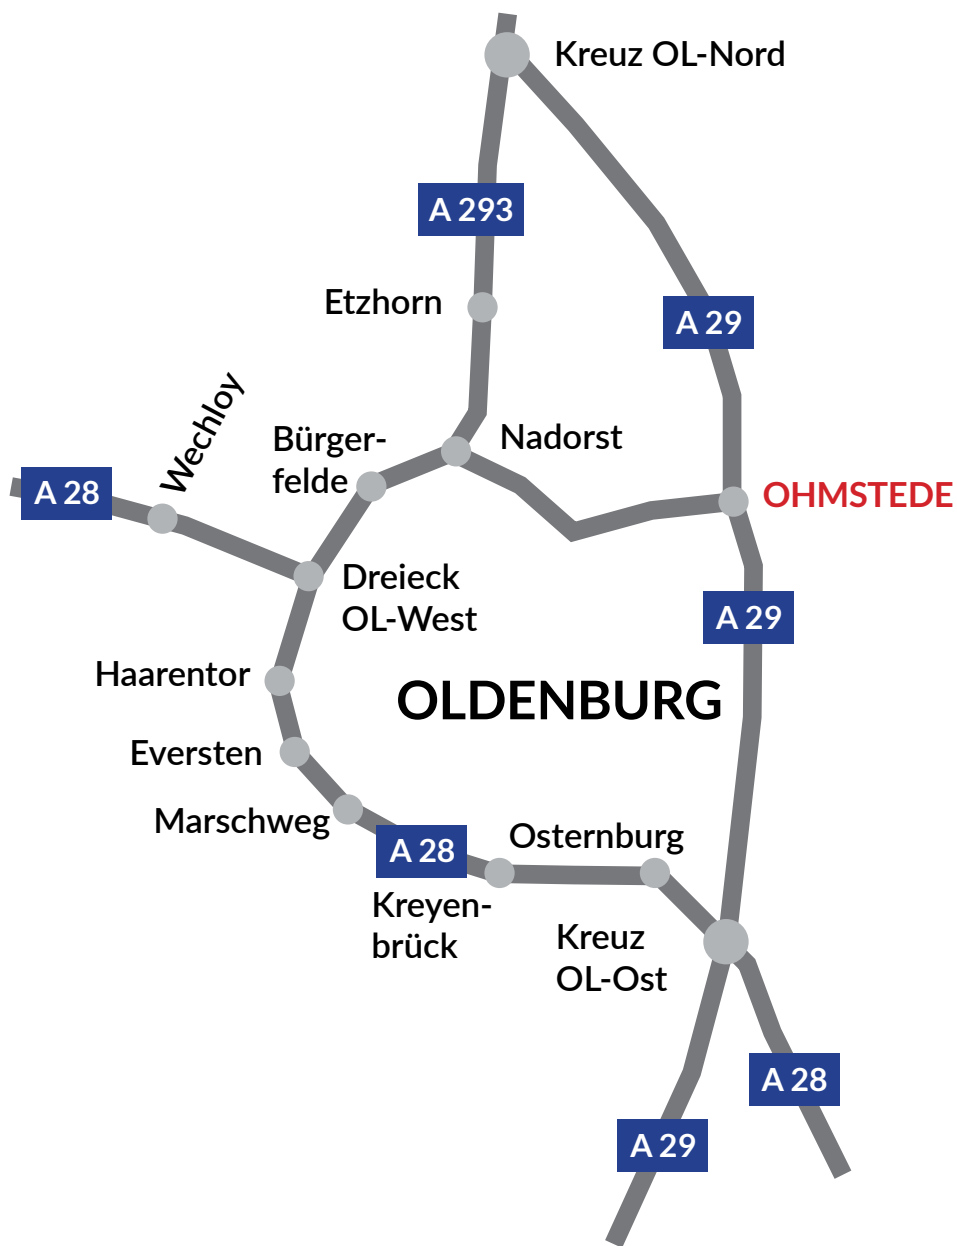 Kreuz OL-Nord
A 293
Etzhorn
A 29
Wechloy
Bürger-
felde
Nadorst
A 28
OHMSTEDE
Dreieck
OL-West
A 29
Haarentor
OLDENBURG
Eversten
Marschweg
A 28
Osternburg
Kreyen-
brück
Kreuz
OL-Ost
A 28
A 29